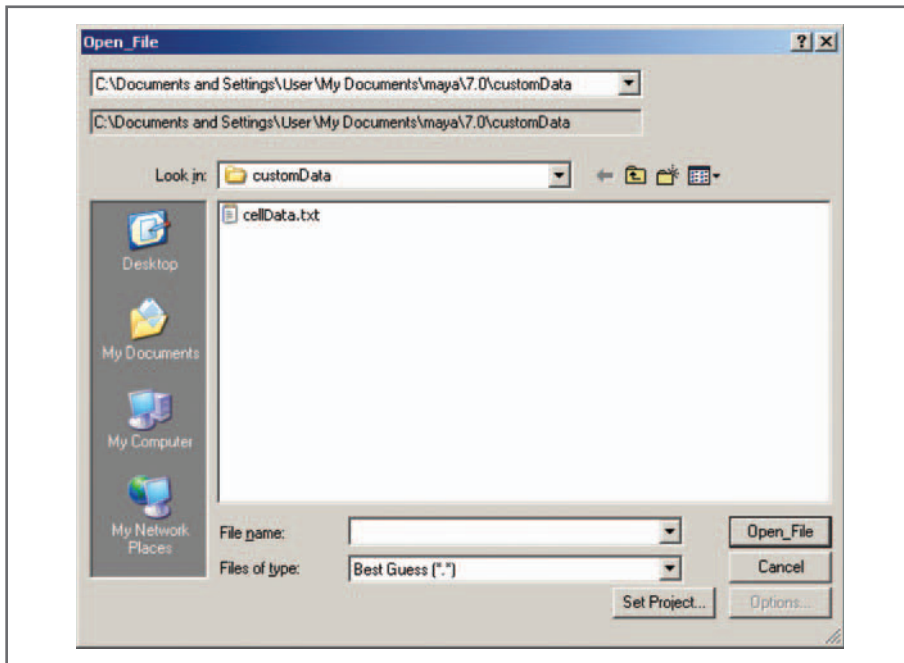 Open_File
C:\Documents and Settings\User\My Documents\maya\7.0\customData
C:\Documents and Settings\User\My Documents\maya\7.0\customData
Look in: customData
cellData.txt
Desktop
My Documents
My Computer
My Network
Places
File name:
Open_File
Files of type: Best Guess (*.*)
Cancel
Set Project...
Options...